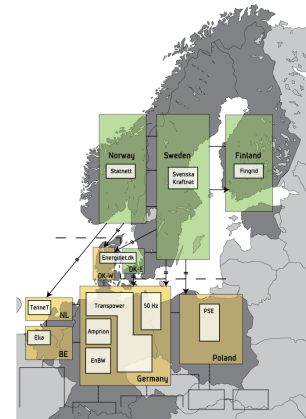 Norway
Sweden
Finland
Statnett
Svenska
Kraftnät
Fingrid
Energinet.dk
DK-E
DK-W
TenneT
NL
Elia
BE
Transpower
50 Hz
Amprion
EnBW
Germany
PSE
Poland